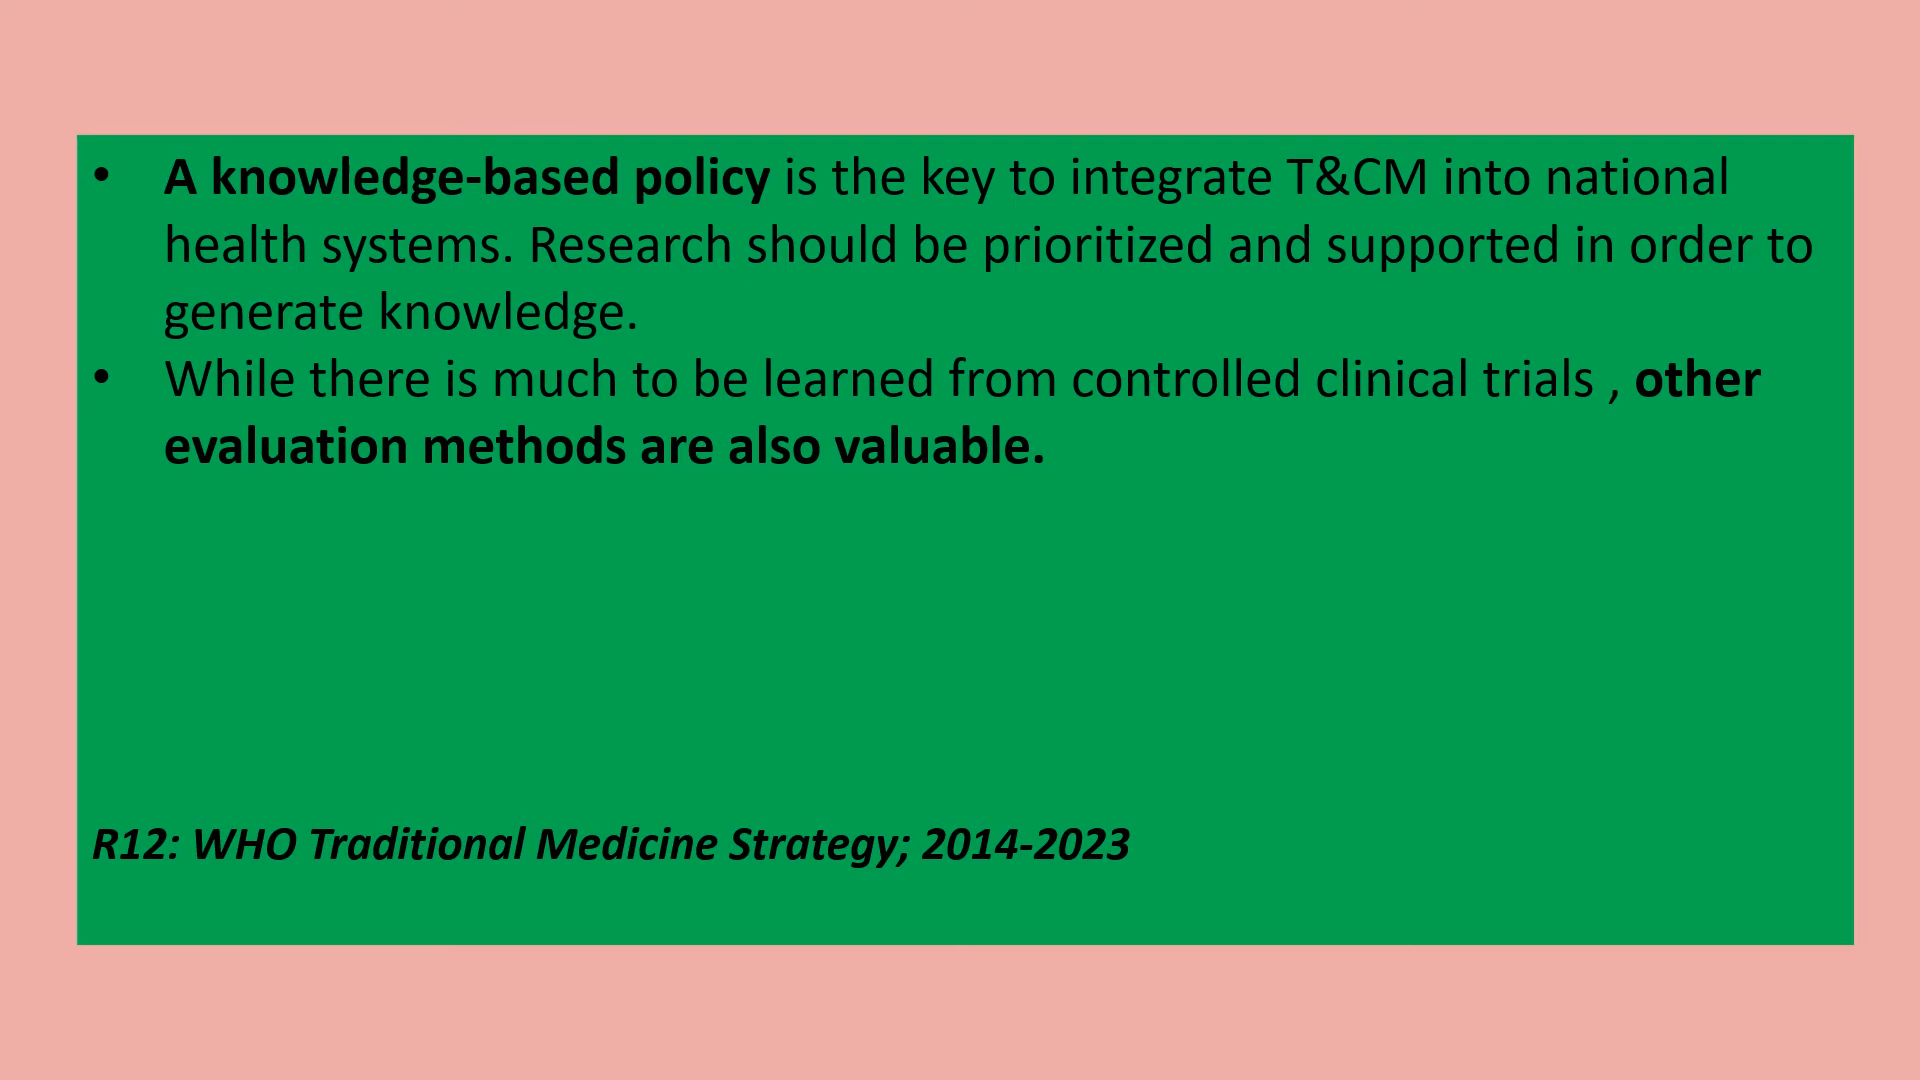 • A knowledge-based policy is the key to integrate T&CM into national
health systems. Research should be prioritized and supported in order to
generate knowledge.
• While there is much to be learned from controlled clinical trials , other
evaluation methods are also valuable.
R12: WHO Traditional Medicine Strategy; 2014-2023